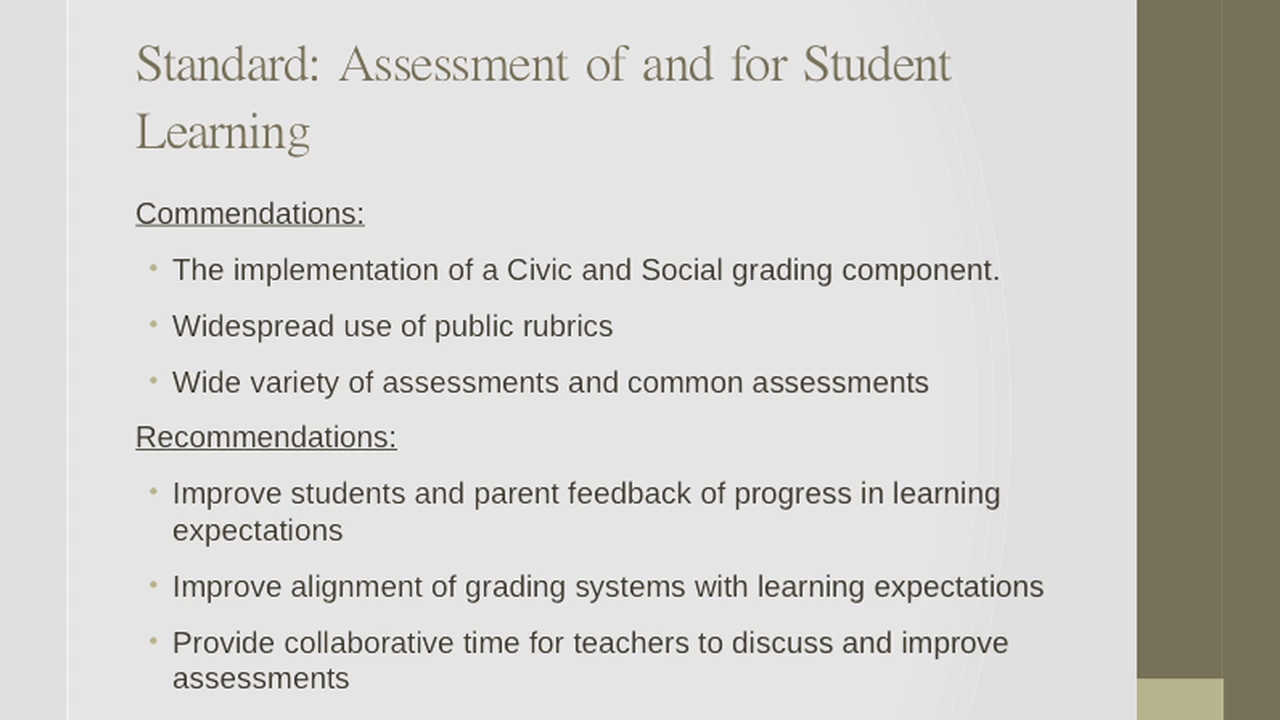 Standard: Assessment of and for Student
Learning
Commendations:
• The implementation of a Civic and Social grading component.
• Widespread use of public rubrics
• Wide variety of assessments and common assessments
Recommendations:
• Improve students and parent feedback of progress in learning
expectations
• Improve alignment of grading systems with learning expectations
• Provide collaborative time for teachers to discuss and improve
assessments